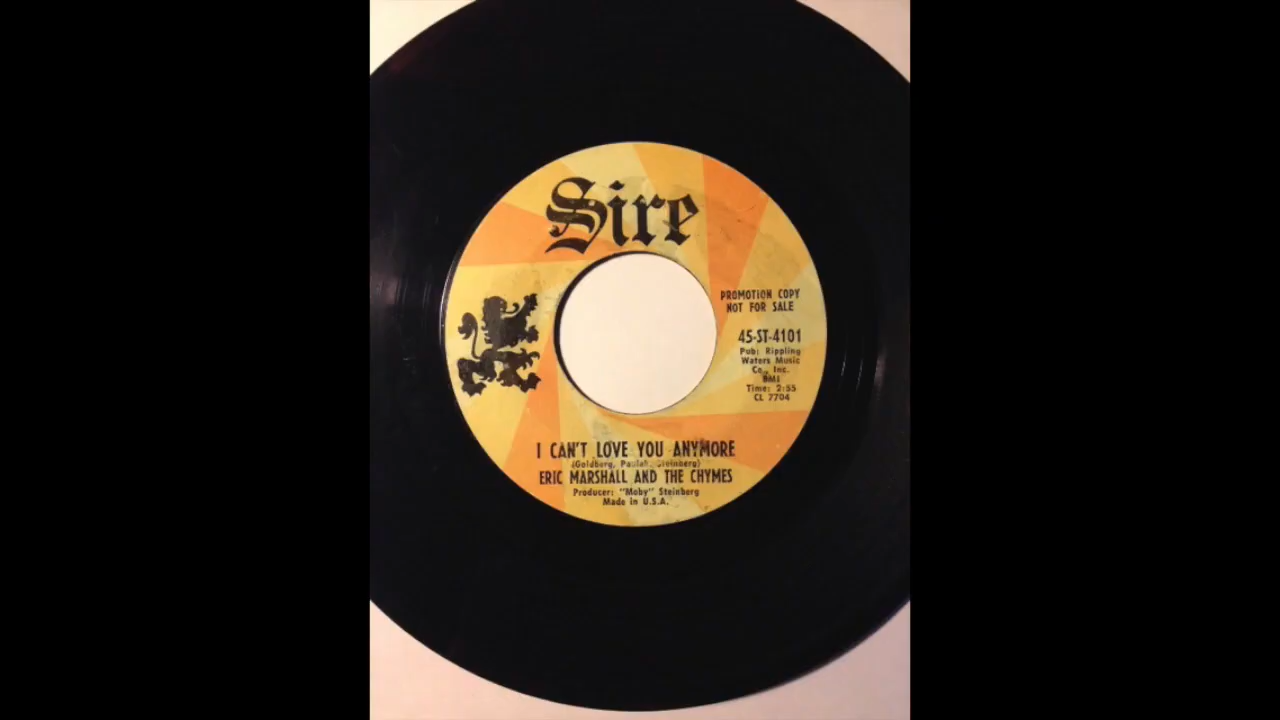 Sire
PROMOTION COPY
NOT FOR SALE
45-ST-4101
Pub: Rippling
Waters Music
Co., Inc.
BMI
Time: 2:55
CL 7704
I CAN'T LOVE YOU ANYMORE
(Goldberg, Steinberg)
ERIC MARSHALL AND THE CHYMES
Producer: "Moby" Steinberg
Made in U.S.A.